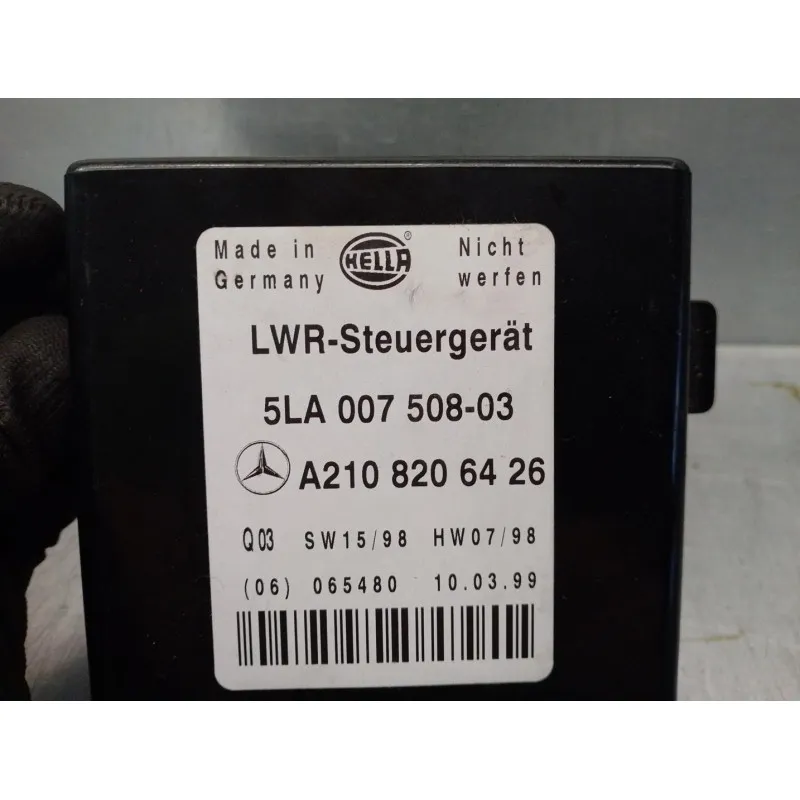 Made in
Germany
HELLA ®
Nicht
werfen
LWR-Steuergerät
5LA 007 508-03
A210 820 64 26
Q03 SW15/98 HW07/98
(06) 065480 10.03.99